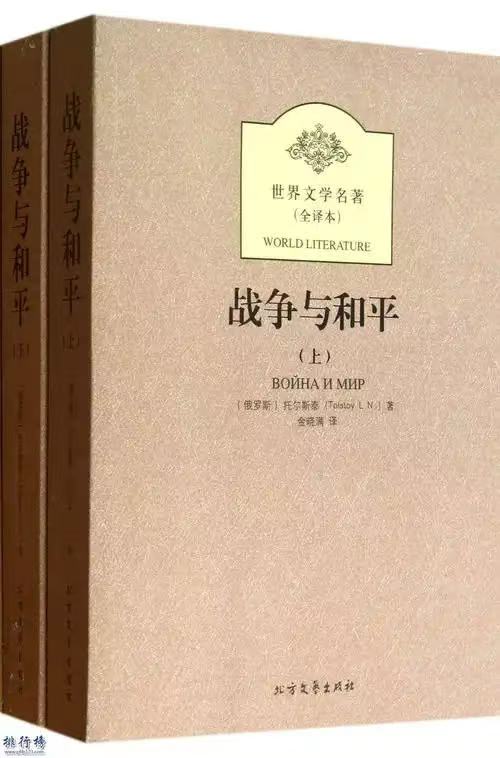 世界文学名著
(全译本)
WORLD LITERATURE
战争与和平
(上)
ВОЙНА И МИР
[俄罗斯] 托尔斯泰 (Tolstoy L. N.) 著
金晓满 译
北方文艺出版社
战争与和平(上)
战争与和平(下)
排行榜